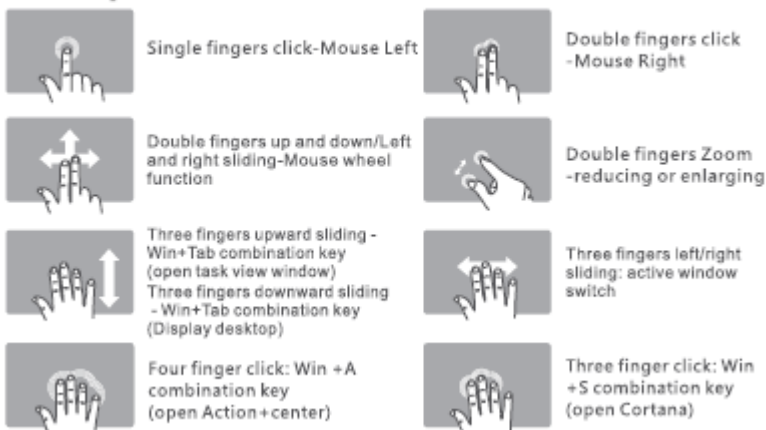 Single fingers click-Mouse Left
Double fingers click
-Mouse Right
Double fingers up and down/Left
and right sliding-Mouse wheel
function
Double fingers Zoom
-reducing or enlarging
Three fingers upward sliding -
Win+Tab combination key
(open task view window)
Three fingers downward sliding
- Win+Tab combination key
(Display desktop)
Three fingers left/right
sliding: active window
switch
Four finger click: Win +A
combination key
(open Action+center)
Three finger click: Win
+S combination key
(open Cortana)